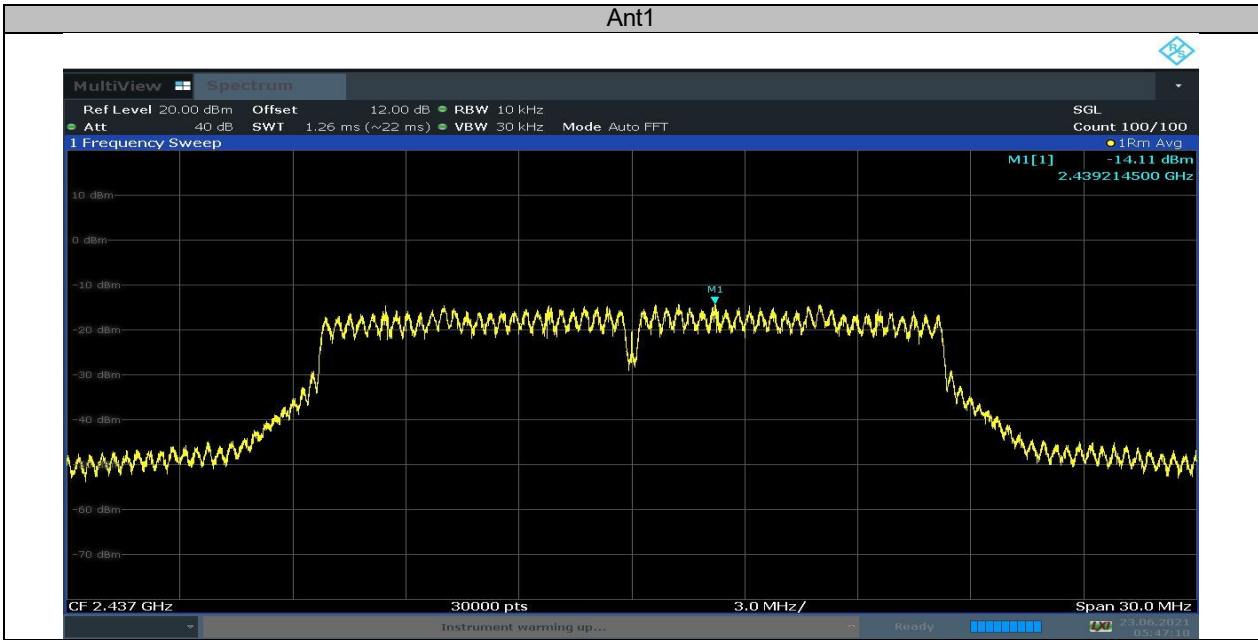 Ant1
R&S
MultiView Spectrum
Ref Level 20.00 dBm Offset 12.00 dB RBW 10 kHz SGL
Att 40 dB SWT 1.26 ms (~22 ms) VBW 30 kHz Mode Auto FFT Count 100/100
1 Frequency Sweep 1Rm Avg
M1[1] -14.11 dBm
2.439214500 GHz
10 dBm
0 dBm
-10 dBm
M1
-20 dBm
-30 dBm
-40 dBm
-60 dBm
-70 dBm
CF 2.437 GHz 30000 pts 3.0 MHz/ Span 30.0 MHz
Instrument warming up... Ready LXI 23.06.2021
05:47:10